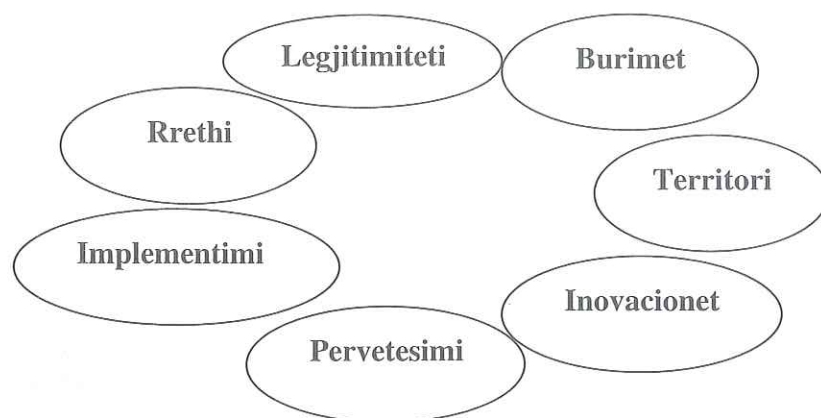 Legjitimiteti
Burimet
Rrethi
Territori
Implementimi
Inovacionet
Pervetesimi